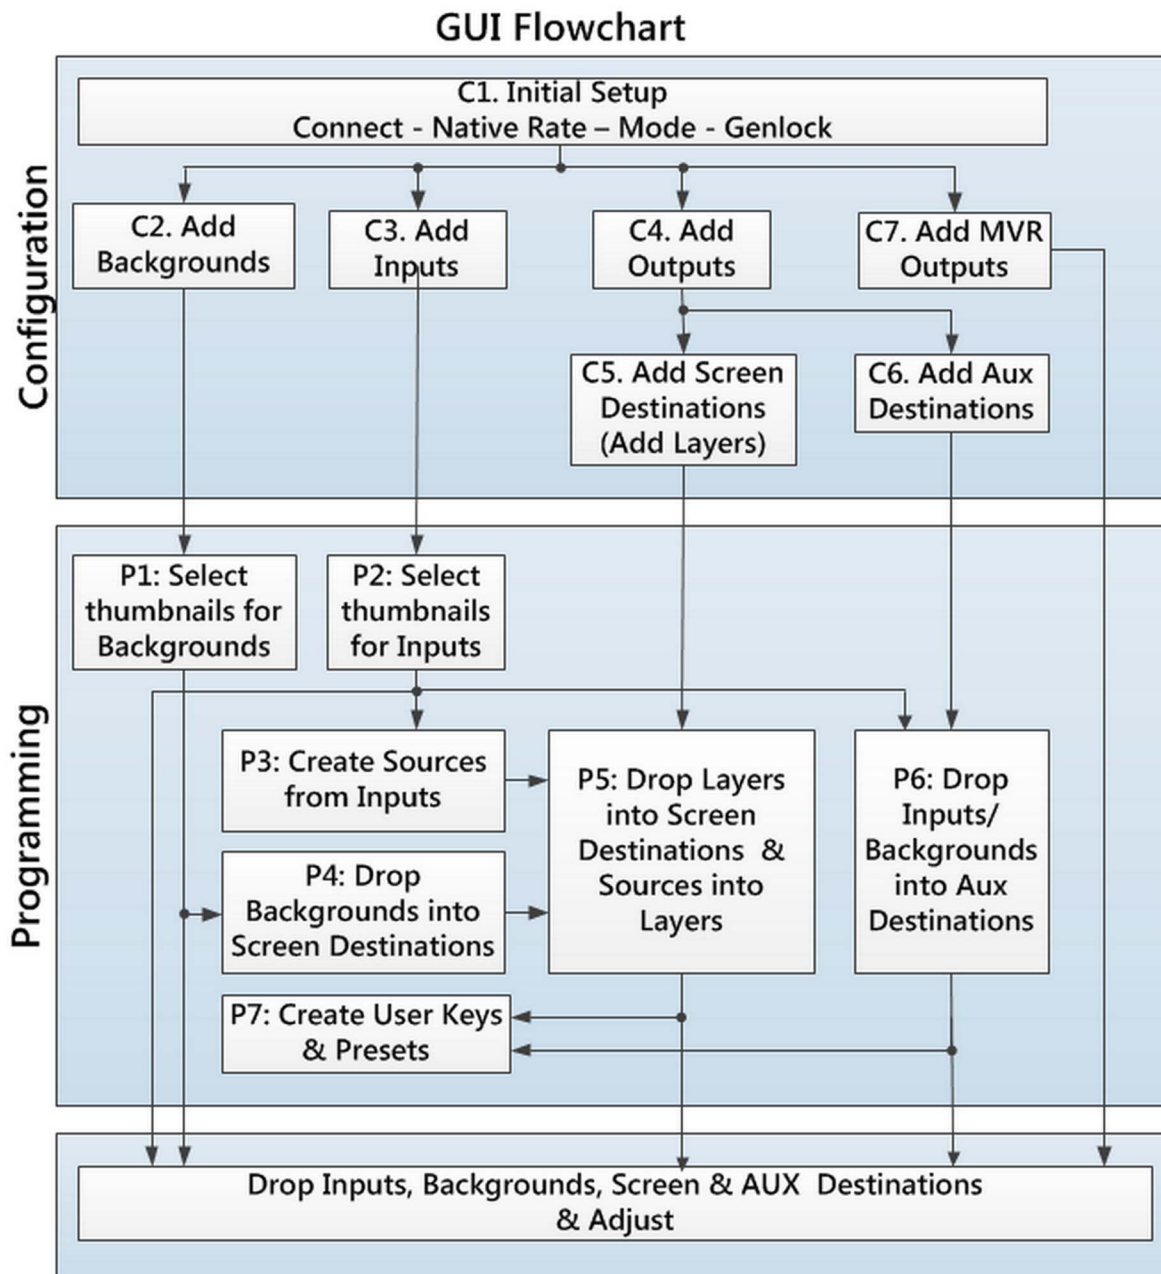 GUI Flowchart
Configuration
C1. Initial Setup
Connect - Native Rate – Mode - Genlock
C2. Add
Backgrounds
C3. Add
Inputs
C4. Add
Outputs
C7. Add MVR
Outputs
C5. Add Screen
Destinations
(Add Layers)
C6. Add Aux
Destinations
Programming
P1: Select
thumbnails for
Backgrounds
P2: Select
thumbnails
for Inputs
P3: Create Sources
from Inputs
P4: Drop
Backgrounds into
Screen Destinations
P5: Drop Layers
into Screen
Destinations &
Sources into
Layers
P6: Drop
Inputs/
Backgrounds
into Aux
Destinations
P7: Create User Keys
& Presets
Drop Inputs, Backgrounds, Screen & AUX Destinations
& Adjust